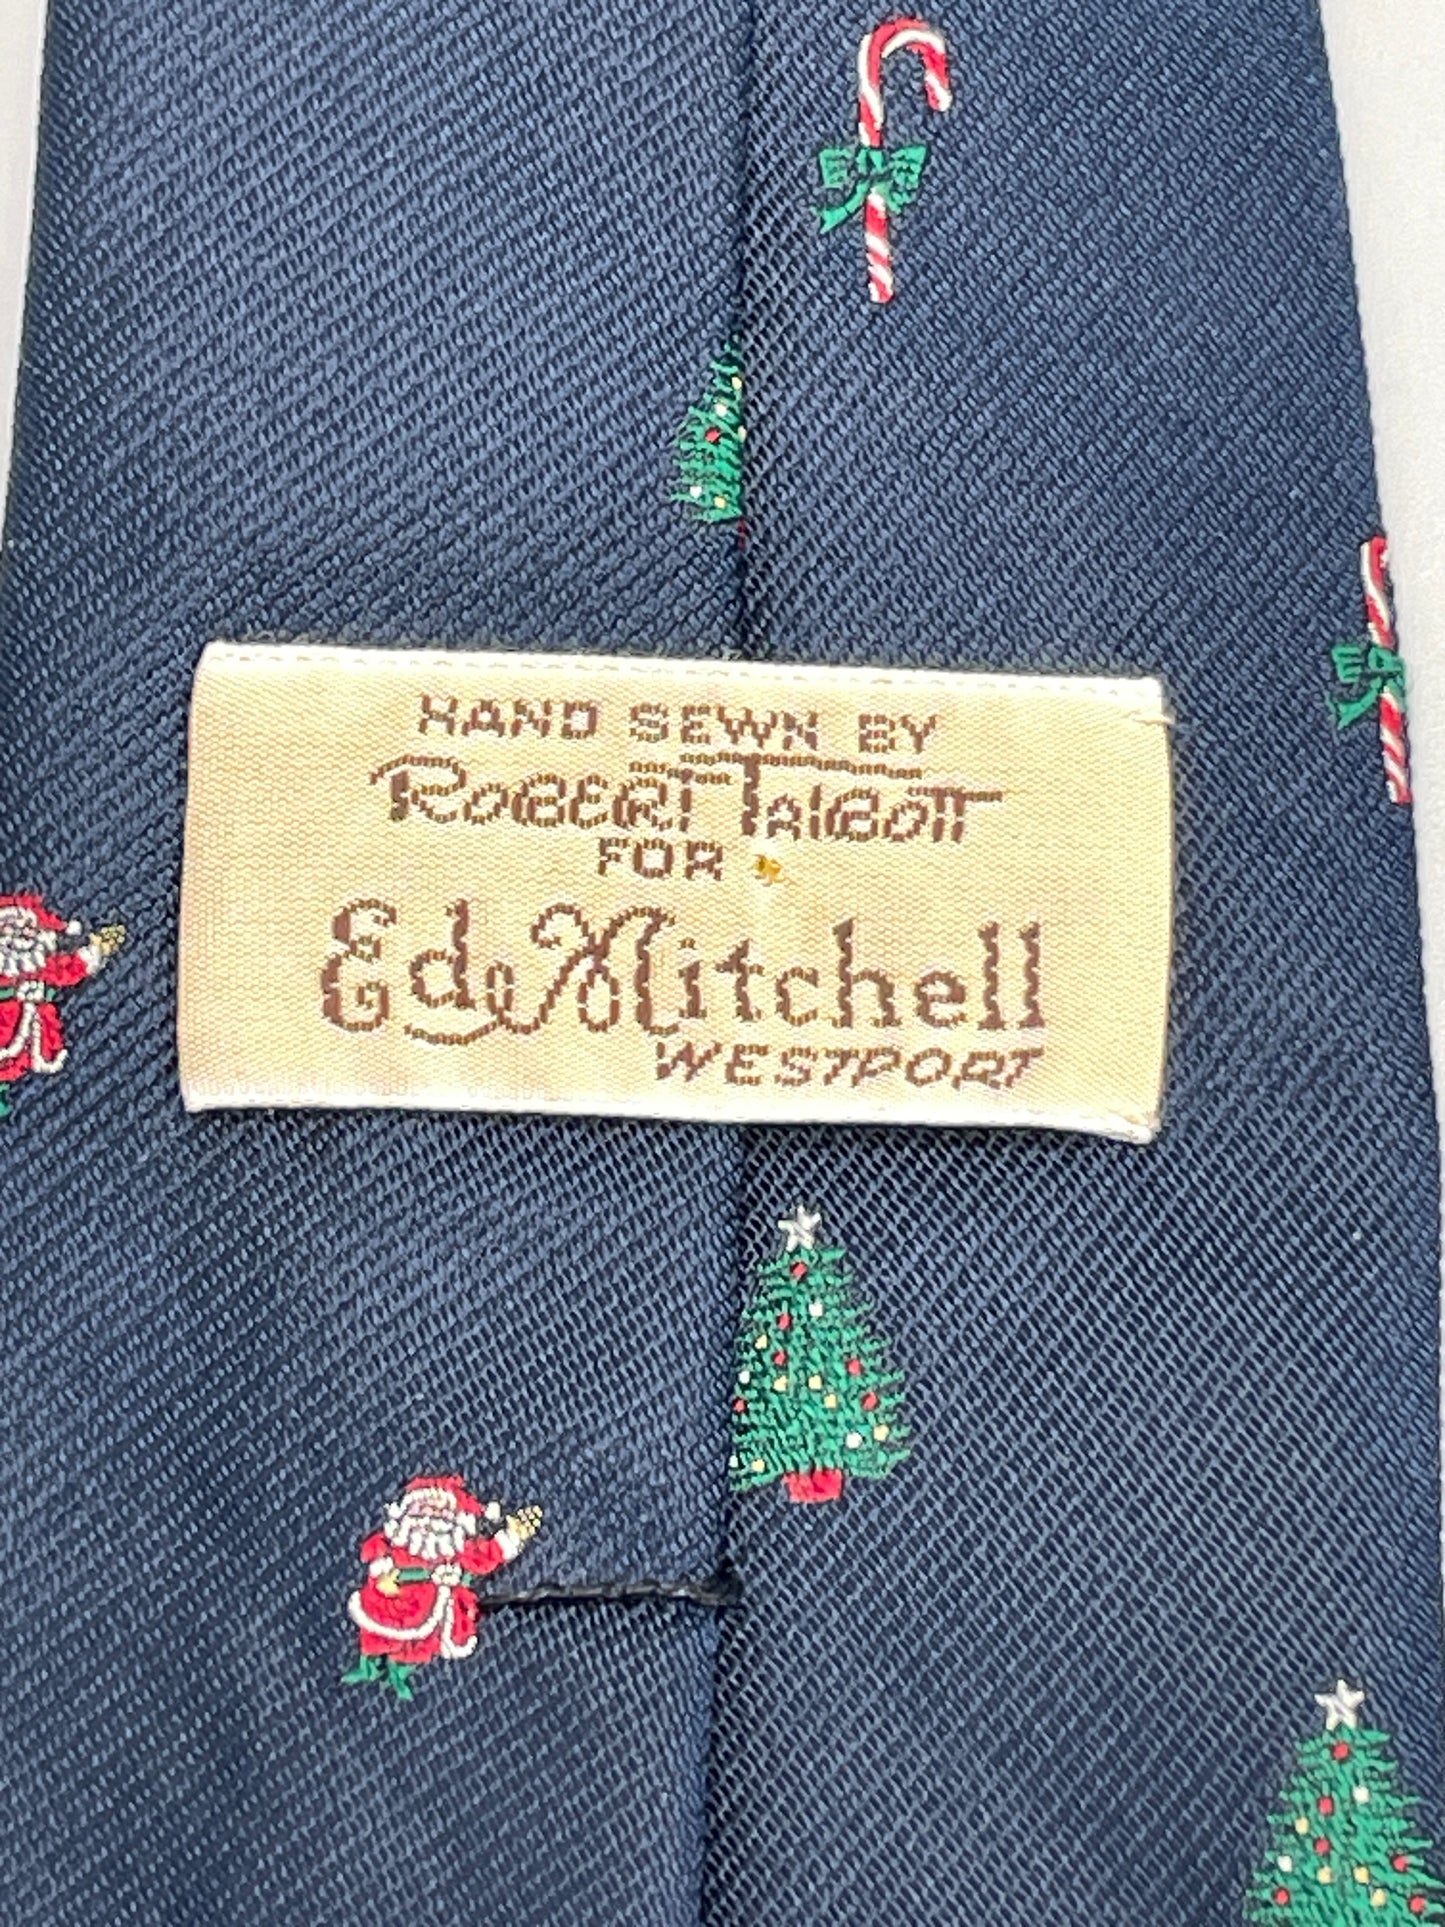 HAND SEWN BY
ROBERT TALBOTT
FOR
Ed Mitchell
WESTPORT